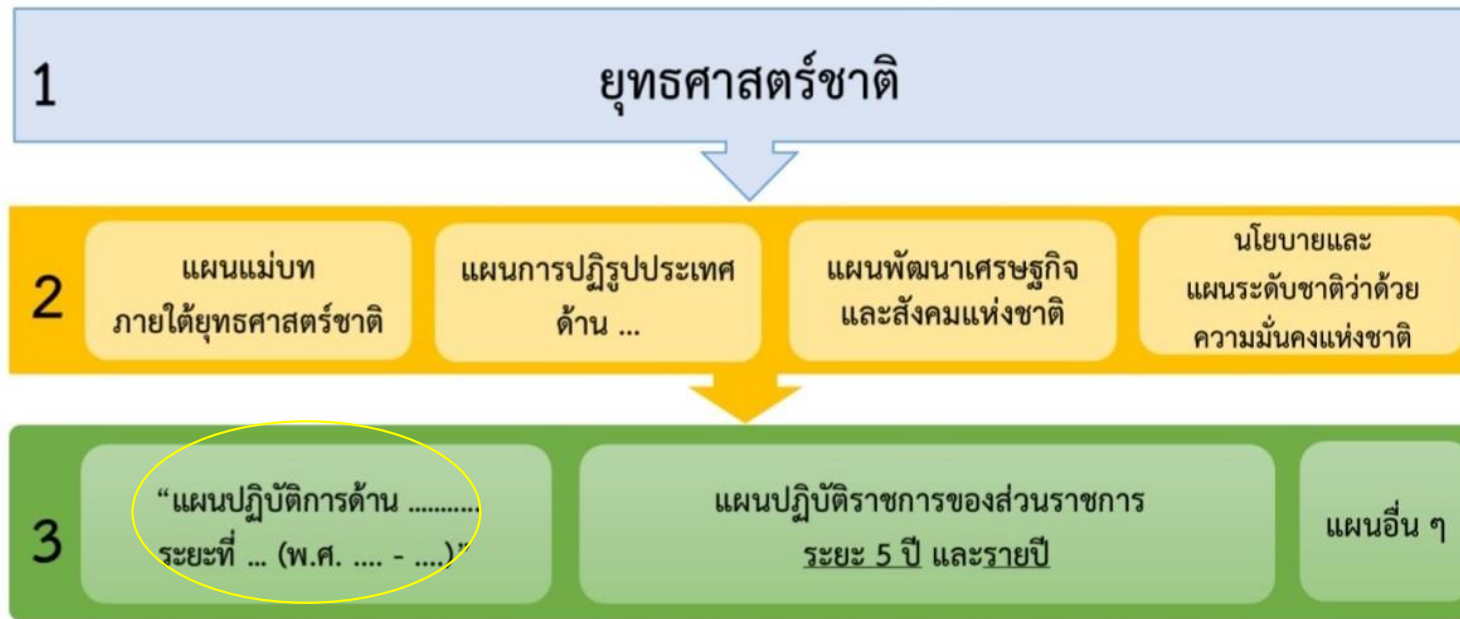 1
ยุทธศาสตร์ชาติ
2
แผนแม่บท
ภายใต้ยุทธศาสตร์ชาติ
แผนการปฏิรูปประเทศ
ด้าน ...
แผนพัฒนาเศรษฐกิจ
และสังคมแห่งชาติ
นโยบายและ
แผนระดับชาติว่าด้วย
ความมั่นคงแห่งชาติ
3
“แผนปฏิบัติการด้าน ...........
ระยะที่ ... (พ.ศ. .... - ....)”
แผนปฏิบัติราชการของส่วนราชการ
ระยะ 5 ปี และรายปี
แผนอื่น ๆ